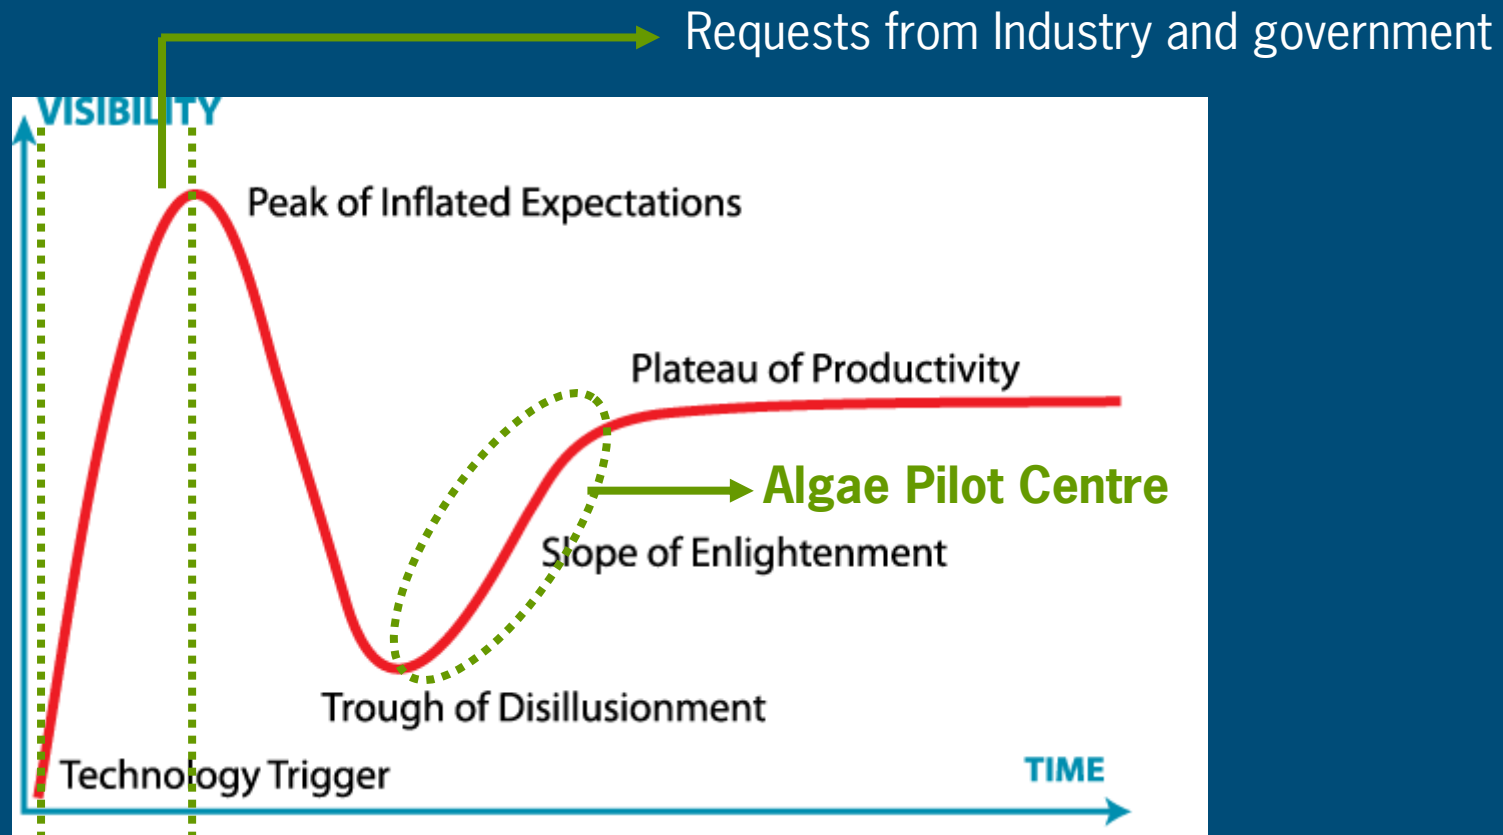 Requests from Industry and government
VISIBILITY
Peak of Inflated Expectations
Plateau of Productivity
Algae Pilot Centre
Slope of Enlightenment
Trough of Disillusionment
Technology Trigger
TIME